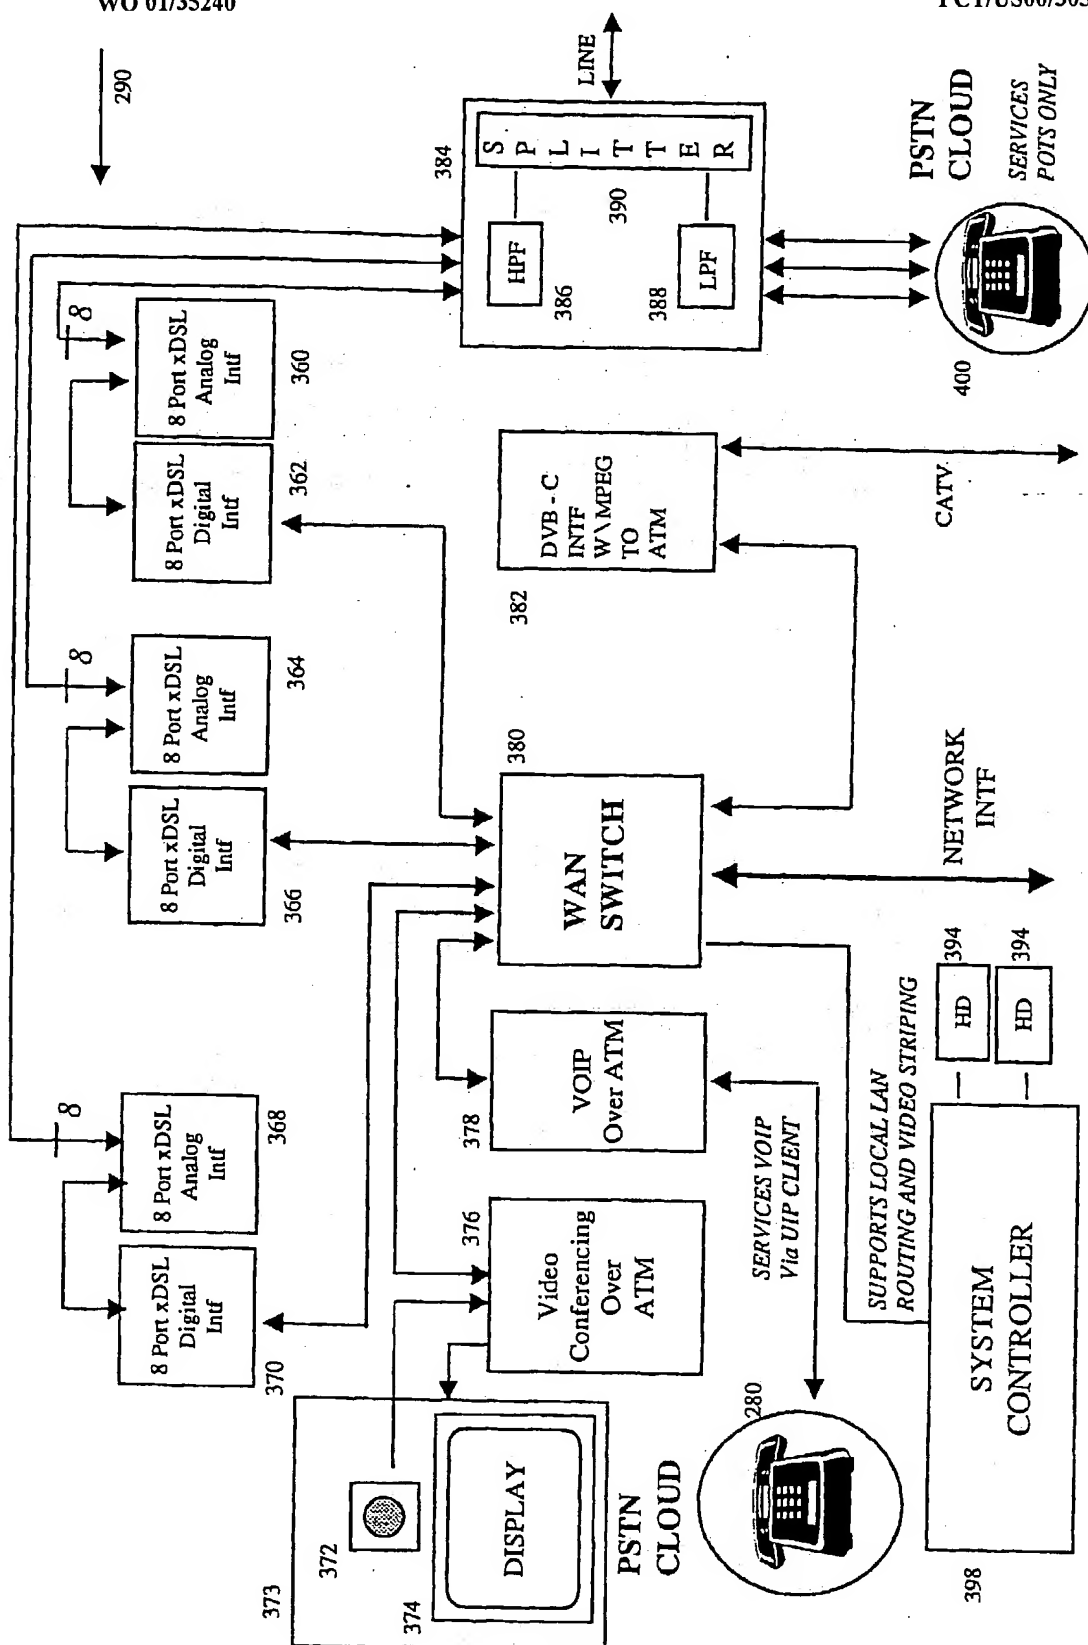 WO 01/35240
290
LINE
384
S
P
L
I
T
T
E
R
390
HPF
386
LPF
388
PSTN
CLOUD
SERVICES
POTS ONLY
400
8
8 Port xDSL
Analog
Intf
360
8 Port xDSL
Digital
Intf
362
8
8 Port xDSL
Analog
Intf
364
8 Port xDSL
Digital
Intf
366
8
8 Port xDSL
Analog
Intf
368
8 Port xDSL
Digital
Intf
370
DVB - C
INTF
W\MPEG
TO
ATM
382
CATV
WAN
SWITCH
380
NETWORK
INTF
VOIP
Over ATM
378
Video
Conferencing
Over
ATM
376
SERVICES VOIP
Via UIP CLIENT
373
372
374
DISPLAY
PSTN
CLOUD
280
SUPPORTS LOCAL LAN
ROUTING AND VIDEO STRIPING
HD
394
HD
394
SYSTEM
CONTROLLER
398